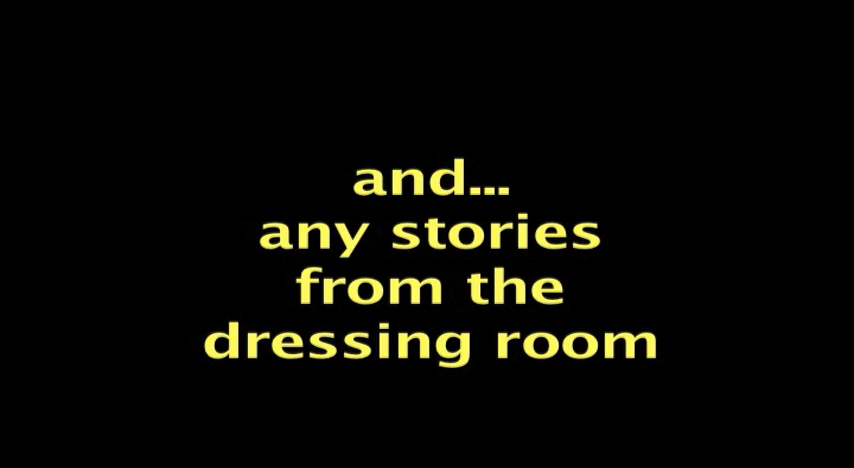 and...
any stories
from the
dressing room